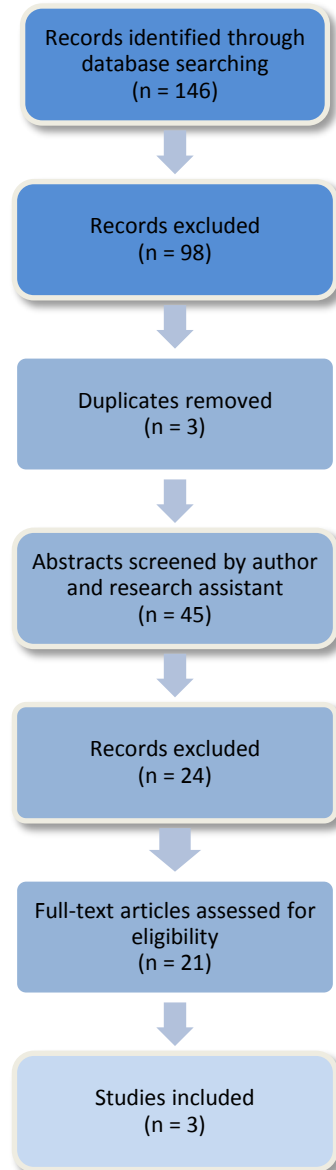 Records identified through
database searching
(n = 146)
Records excluded
(n = 98)
Duplicates removed
(n = 3)
Abstracts screened by author
and research assistant
(n = 45)
Records excluded
(n = 24)
Full-text articles assessed for
eligibility
(n = 21)
Studies included
(n = 3)